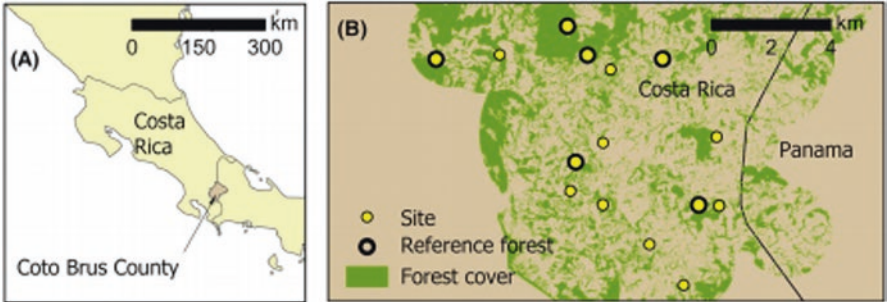 (A)
km
0 150 300
Costa
Rica
Coto Brus County
(B)
km
0 2 4
Costa Rica
Panama
Site
Reference forest
Forest cover